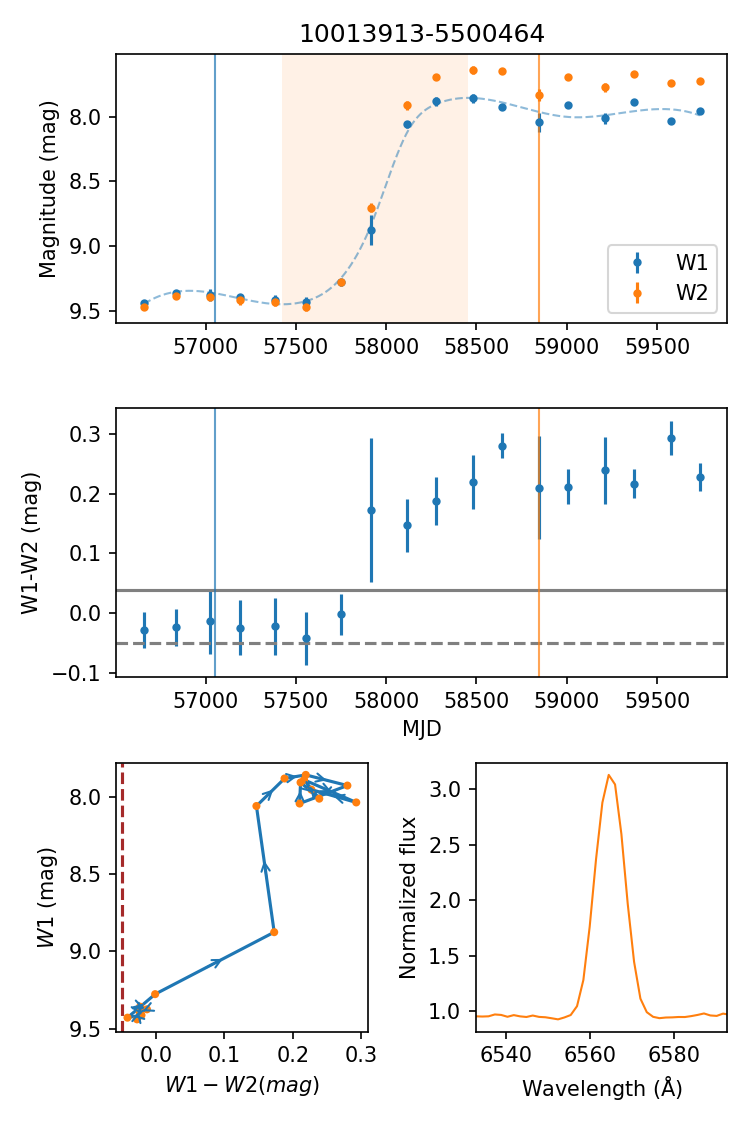 10013913-5500464
Magnitude (mag)
8.0
8.5
9.0
9.5
W1
W2
57000 57500 58000 58500 59000 59500
W1-W2 (mag)
0.3
0.2
0.1
0.0
−0.1
57000 57500 58000 58500 59000 59500
MJD
W1 (mag)
8.0
8.5
9.0
9.5
0.0 0.1 0.2 0.3
W1 − W2(mag)
Normalized flux
3.0
2.5
2.0
1.5
1.0
6540 6560 6580
Wavelength (Å)